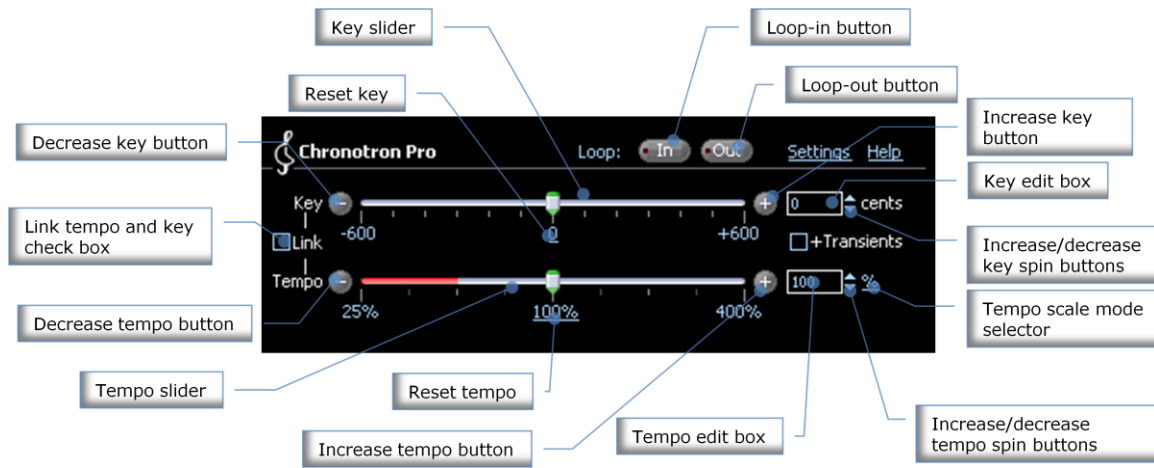 Key slider
Loop-in button
Reset key
Loop-out button
Decrease key button
Increase key
button
Chronotron Pro
Loop:
In
Out
Settings
Help
Key edit box
Key
-
+
0
cents
Link tempo and key
check box
Link
-600
0
+600
+Transients
Increase/decrease
key spin buttons
Tempo
-
+
100
%
Decrease tempo button
25%
100%
400%
Tempo scale mode
selector
Tempo slider
Reset tempo
Increase tempo button
Tempo edit box
Increase/decrease
tempo spin buttons